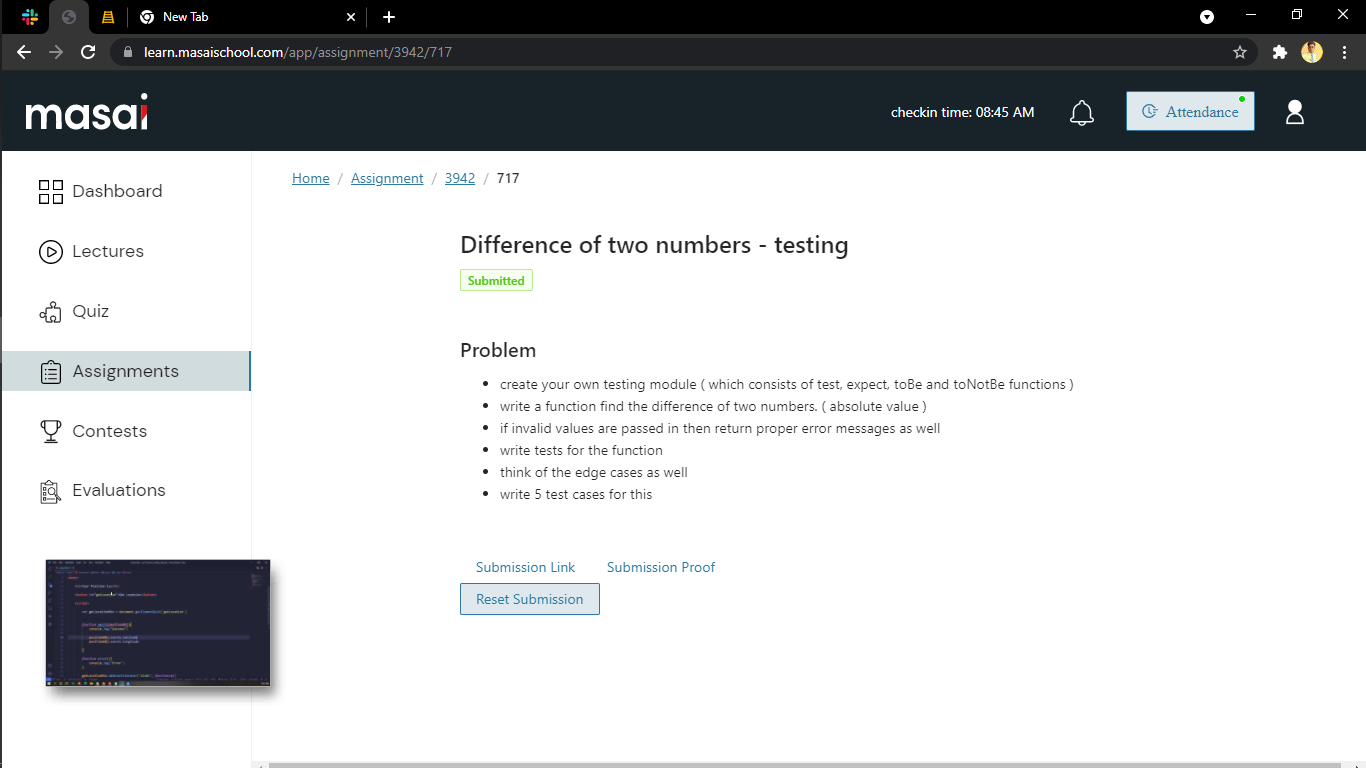 New Tab
learn.masaischool.com/app/assignment/3942/717
masai
checkin time: 08:45 AM
Attendance
Dashboard
Lectures
Quiz
Assignments
Contests
Evaluations
Home / Assignment / 3942 / 717
Difference of two numbers - testing
Submitted
Problem
• create your own testing module ( which consists of test, expect, toBe and toNotBe functions )
• write a function find the difference of two numbers. ( absolute value )
• if invalid values are passed in then return proper error messages as well
• write tests for the function
• think of the edge cases as well
• write 5 test cases for this
Submission Link Submission Proof
Reset Submission